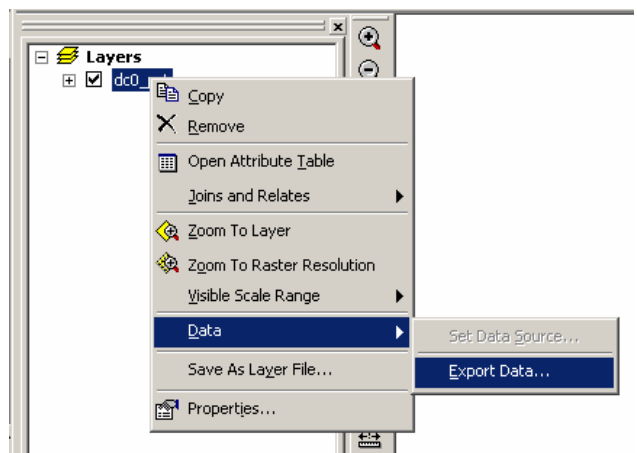 Layers
dc0_
Copy
Remove
Open Attribute Table
Joins and Relates
Zoom To Layer
Zoom To Raster Resolution
Visible Scale Range
Data
Set Data Source...
Save As Layer File...
Export Data...
Properties...